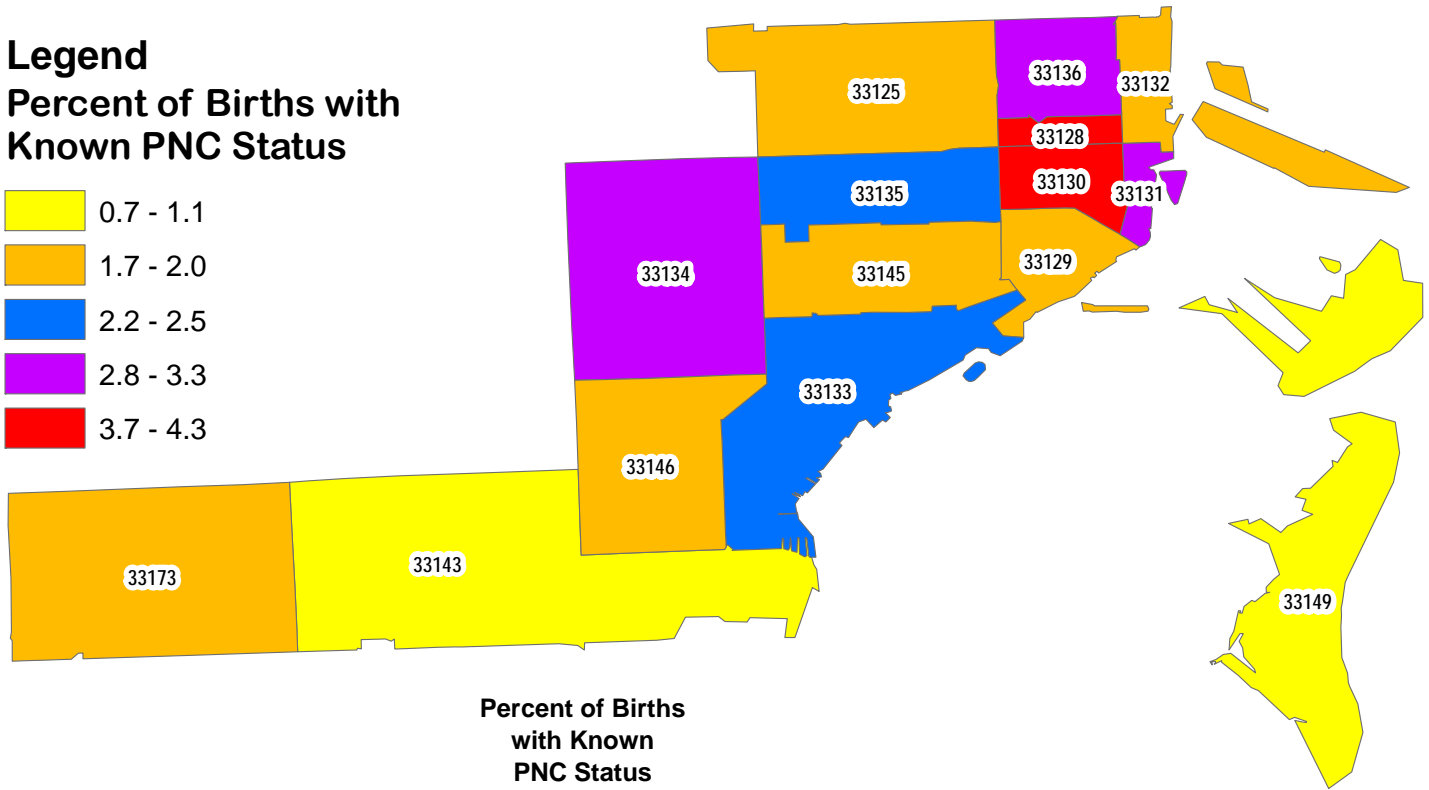 Legend
Percent of Births with
Known PNC Status
0.7 - 1.1
1.7 - 2.0
2.2 - 2.5
2.8 - 3.3
3.7 - 4.3
33136
33132
33125
33128
33130
33135
33131
33129
33134
33145
33133
33146
33143
33173
33149
Percent of Births
with Known
PNC Status